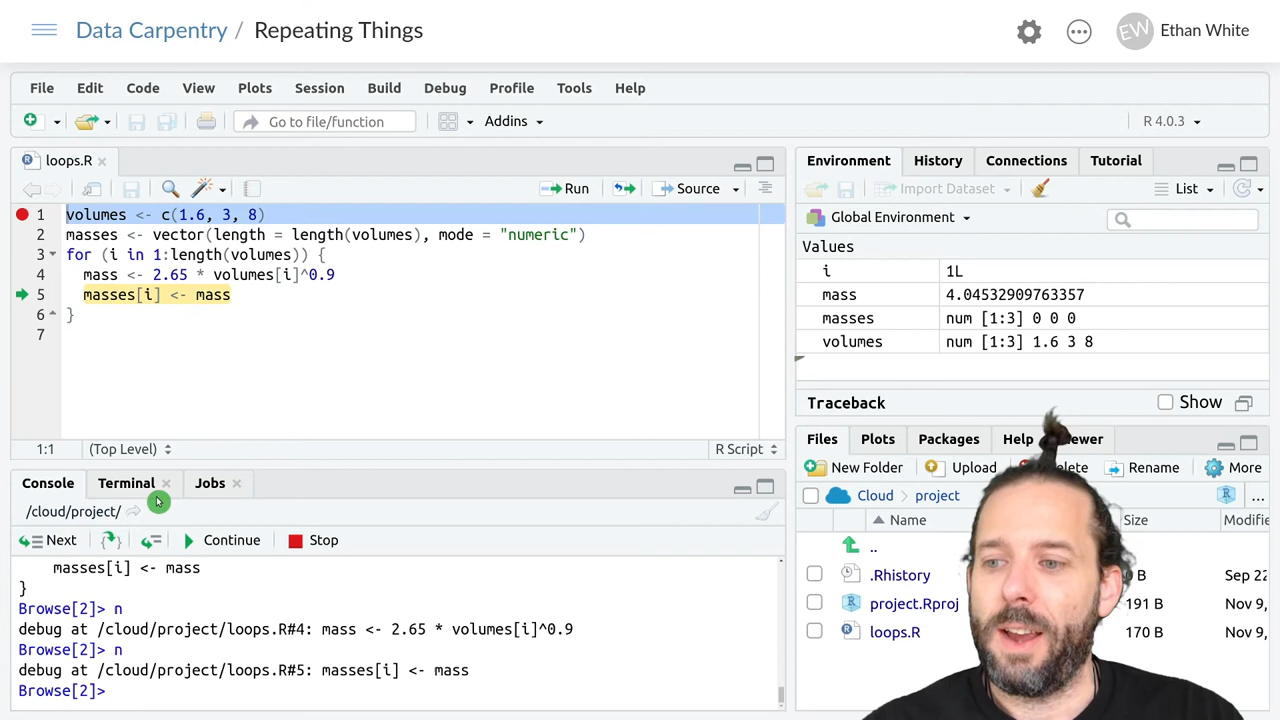 Data Carpentry / Repeating Things
EW Ethan White
File Edit Code View Plots Session Build Debug Profile Tools Help
Go to file/function Addins R 4.0.3
loops.R
Run Source
1 volumes <- c(1.6, 3, 8)
2 masses <- vector(length = length(volumes), mode = "numeric")
3 for (i in 1:length(volumes)) {
4 mass <- 2.65 * volumes[i]^0.9
5 masses[i] <- mass
6 }
7
1:1 (Top Level) R Script
Console Terminal Jobs
/cloud/project/
Next Continue Stop
masses[i] <- mass
}
Browse[2]> n
debug at /cloud/project/loops.R#4: mass <- 2.65 * volumes[i]^0.9
Browse[2]> n
debug at /cloud/project/loops.R#5: masses[i] <- mass
Browse[2]>
Environment History Connections Tutorial
Import Dataset List
Global Environment
Values
i 1L
mass 4.04532909763357
masses num [1:3] 0 0 0
volumes num [1:3] 1.6 3 8
Traceback Show
Files Plots Packages Help
New Folder Upload Rename More
Cloud project ...
Name Size
..
.Rhistory 0 B Sep 22
project.Rproj 191 B Nov 9,
loops.R 170 B Nov 9,